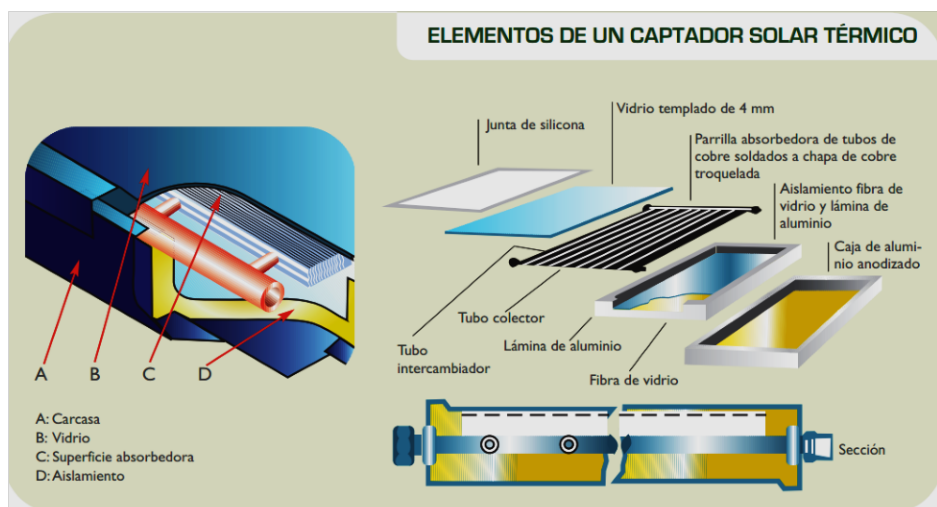 ELEMENTOS DE UN CAPTADOR SOLAR TÉRMICO
Junta de silicona
Vidrio templado de 4 mm
Parrilla absorbedora de tubos de
cobre soldados a chapa de cobre
troquelada
Aislamiento fibra de
vidrio y lámina de
aluminio
Caja de alumi-
nio anodizado
Tubo colector
Tubo
intercambiador
Lámina de aluminio
Fibra de vidrio
A
B
C
D
A: Carcasa
B: Vidrio
C: Superficie absorbedora
D: Aislamiento
Sección